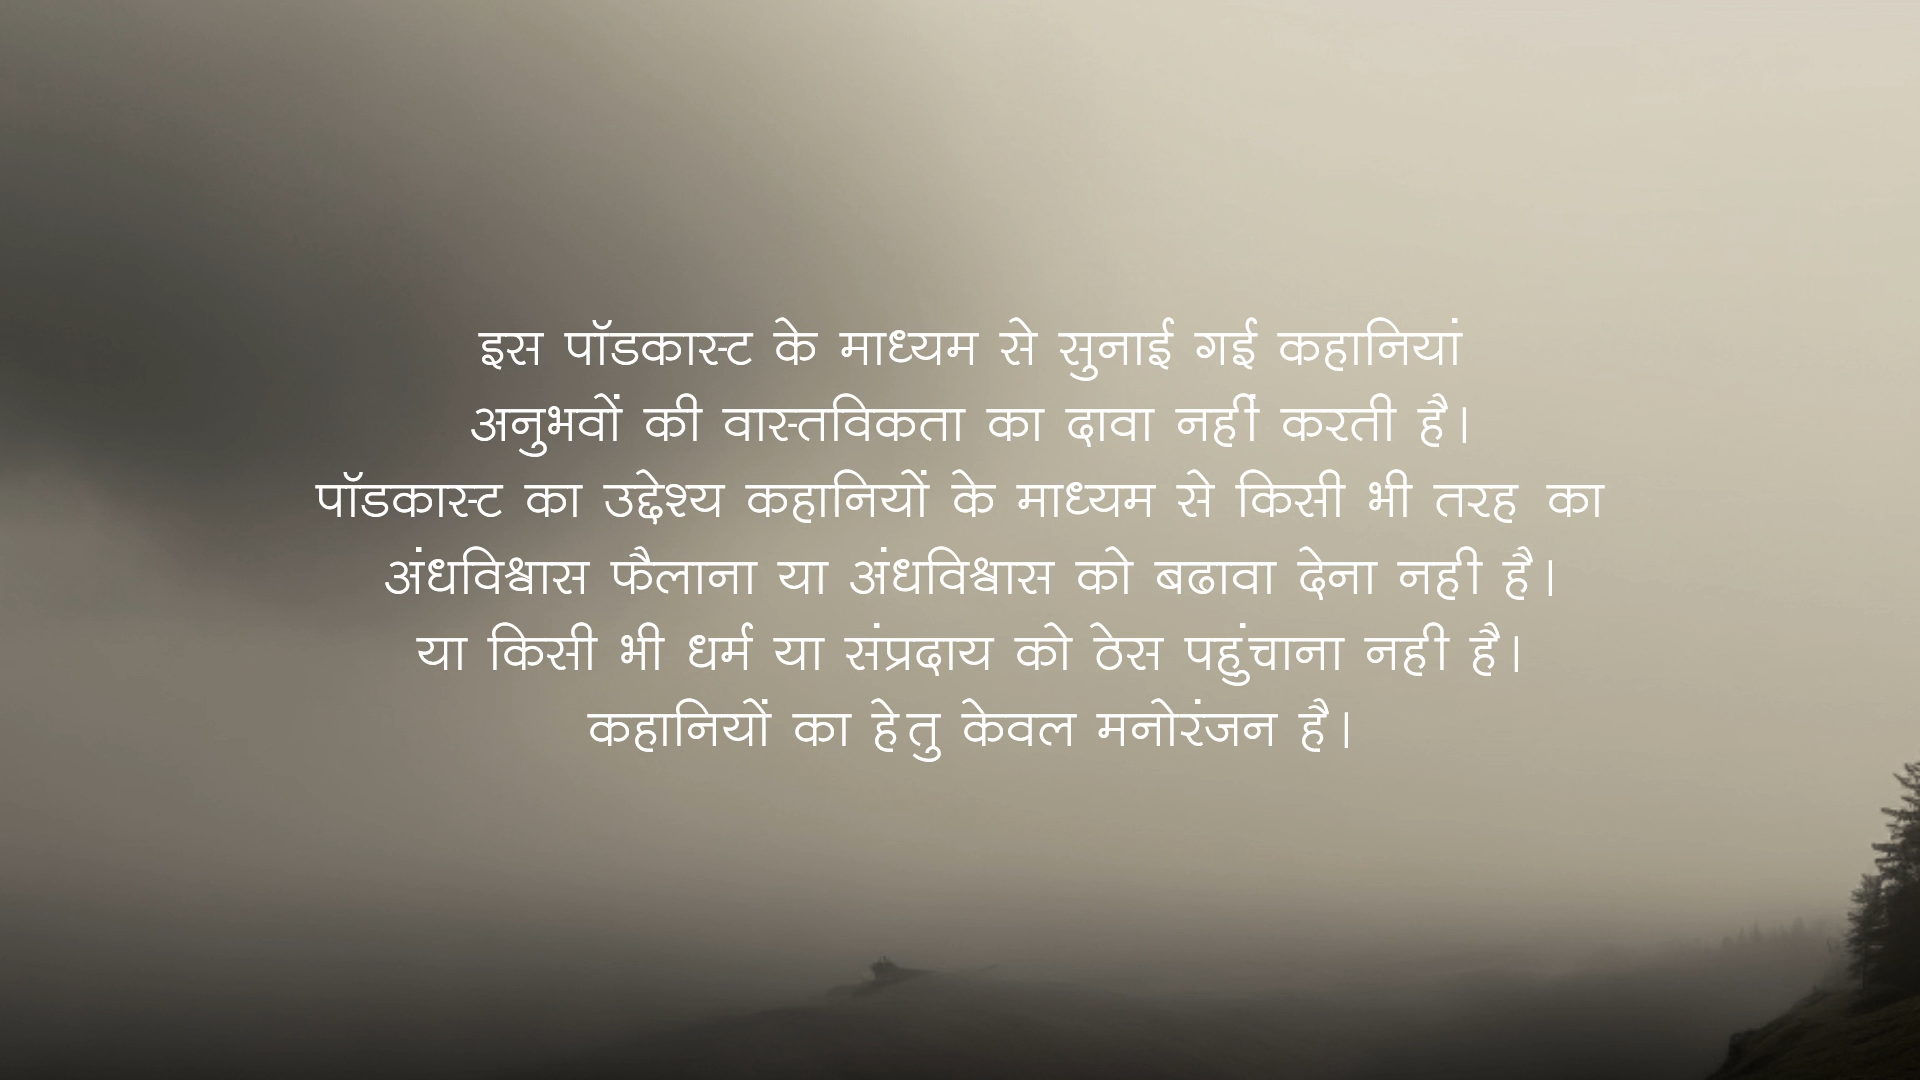 इस पॉडकास्ट के माध्यम से सुनाई गई कहानियां
अनुभवों की वास्तविकता का दावा नहीं करती है।
पॉडकास्ट का उद्देश्य कहानियों के माध्यम से किसी भी तरह का
अंधविश्वास फैलाना या अंधविश्वास को बढावा देना नही है।
या किसी भी धर्म या संप्रदाय को ठेस पहुंचाना नही है।
कहानियों का हेतु केवल मनोरंजन है।